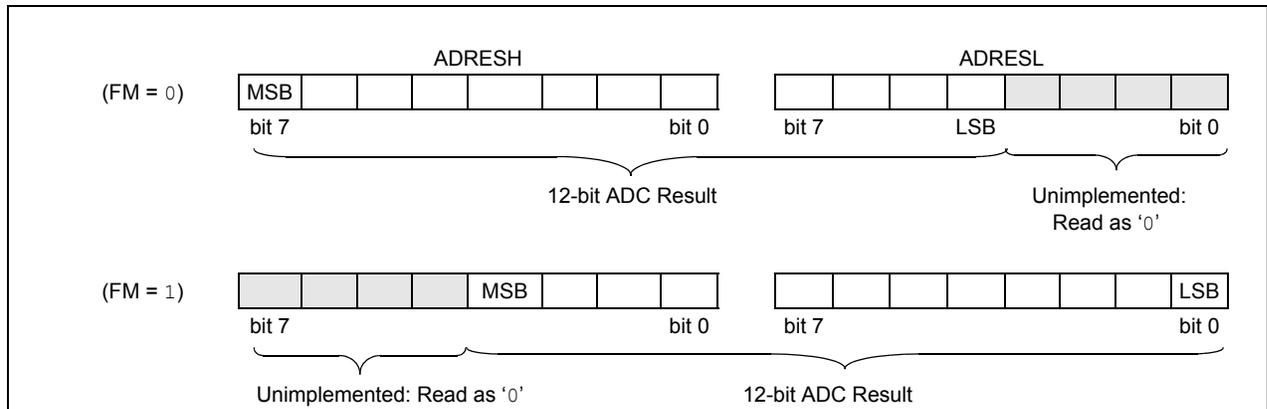 ADRESH ADRESL
(FM = 0) MSB
bit 7 bit 0 bit 7 LSB bit 0
12-bit ADC Result Unimplemented:
Read as ‘0’
(FM = 1) MSB LSB
bit 7 bit 0 bit 7 bit 0
Unimplemented: Read as ‘0’ 12-bit ADC Result